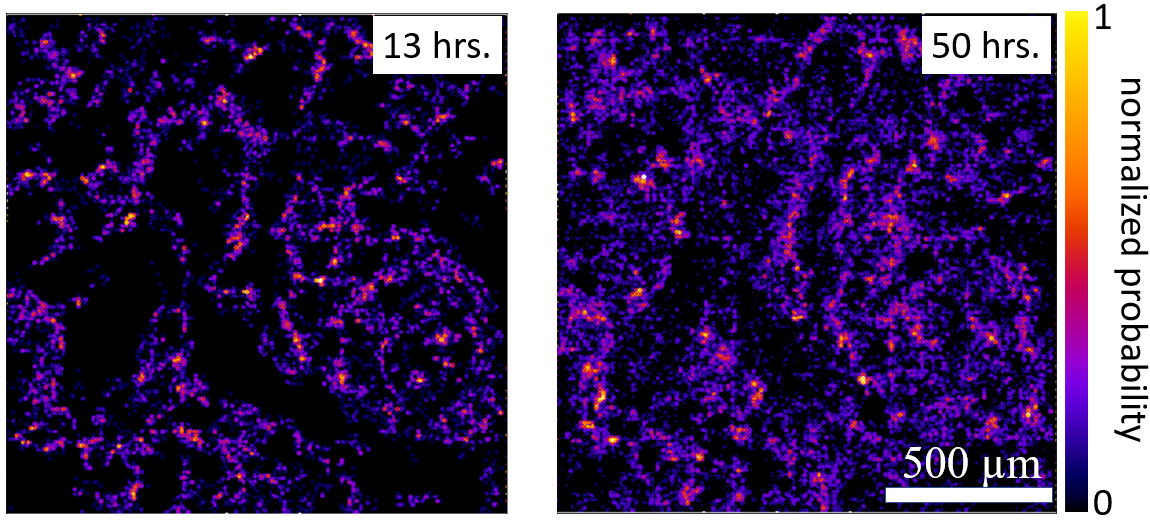 13 hrs.
50 hrs.
1
normalized probability
0
500 µm